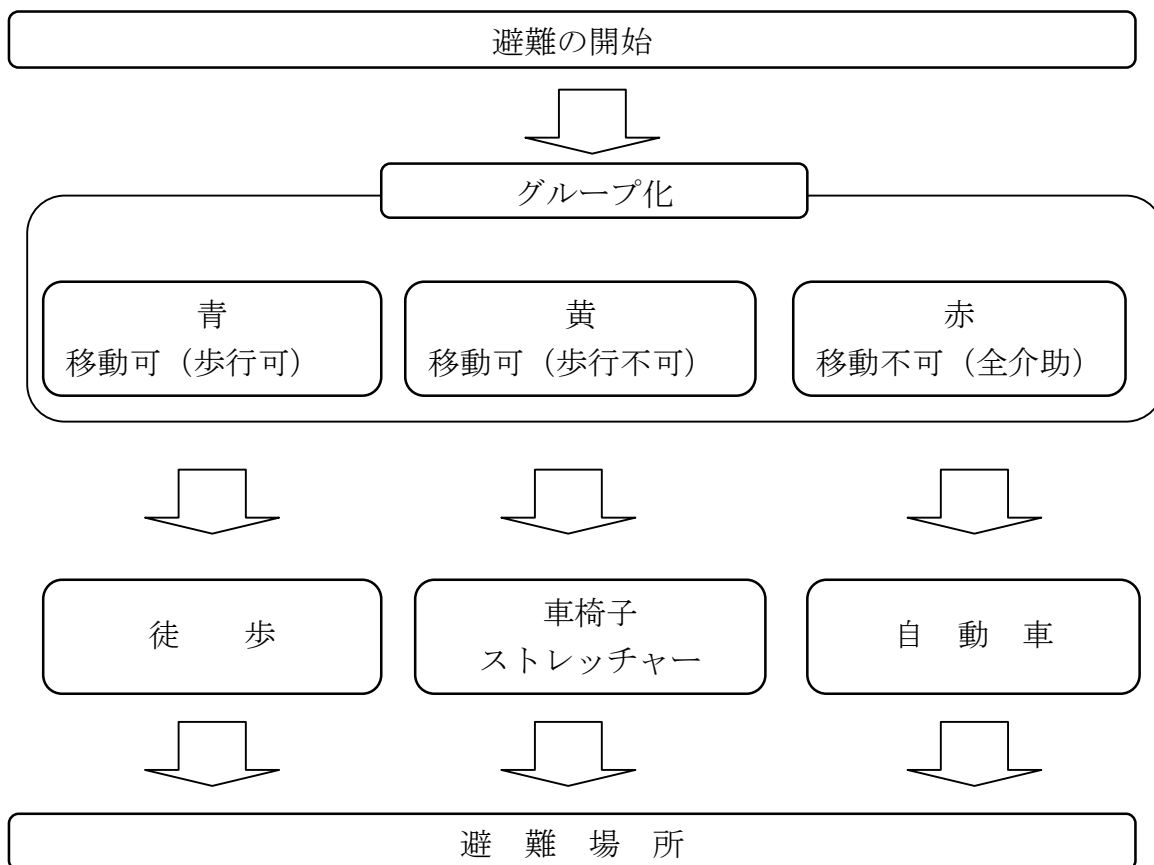 避難の開始
グループ化
青
移動可（歩行可）
黄
移動可（歩行不可）
赤
移動不可（全介助）
徒　　歩
車椅子
ストレッチャー
自　動　車
避　難　場　所